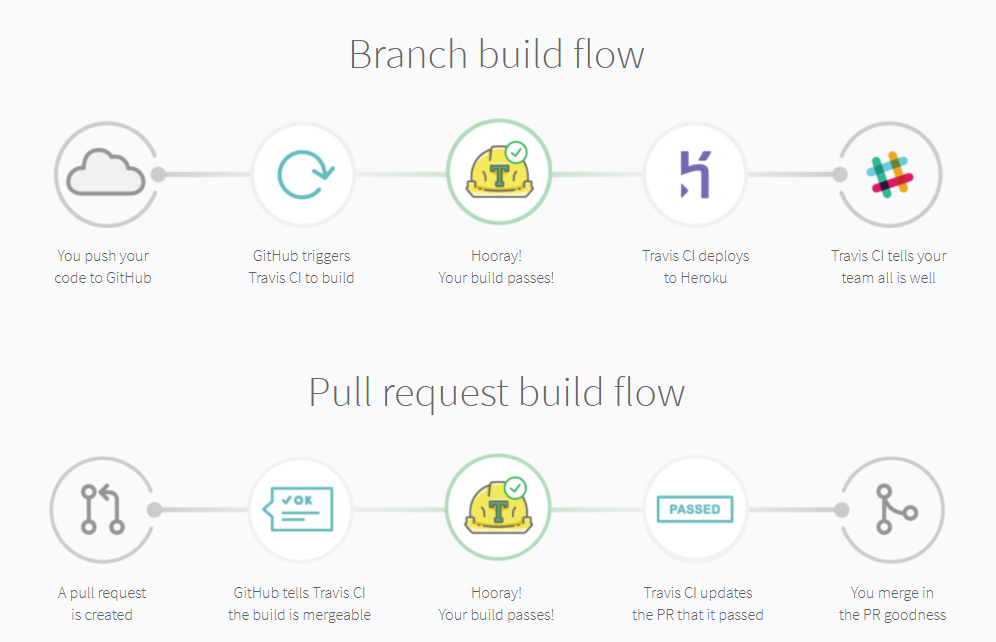 Branch build flow
T
You push your
code to GitHub
GitHub triggers
Travis CI to build
Hooray!
Your build passes!
Travis CI deploys
to Heroku
Travis CI tells your
team all is well
Pull request build flow
OK
T
PASSED
A pull request
is created
GitHub tells Travis CI
the build is mergeable
Hooray!
Your build passes!
Travis CI updates
the PR that it passed
You merge in
the PR goodness